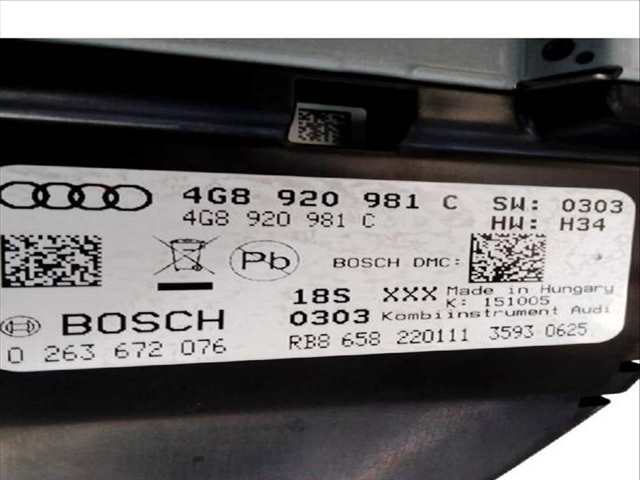 4G8 920 981 C SW: 0303
4G8 920 981 C HW: H34
Pb BOSCH DMC:
18S XXX Made in Hungary
K: 151005
BOSCH 0303 Kombiinstrument Audi
0 263 672 076 RB8 658 220111 3593 0625